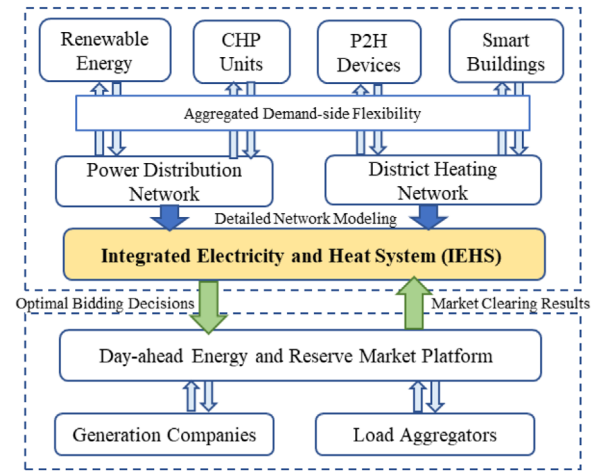 Renewable
Energy
CHP
Units
P2H
Devices
Smart
Buildings
Aggregated Demand-side Flexibility
Power Distribution
Network
District Heating
Network
Detailed Network Modeling
Integrated Electricity and Heat System (IEHS)
Optimal Bidding Decisions
Market Clearing Results
Day-ahead Energy and Reserve Market Platform
Generation Companies
Load Aggregators